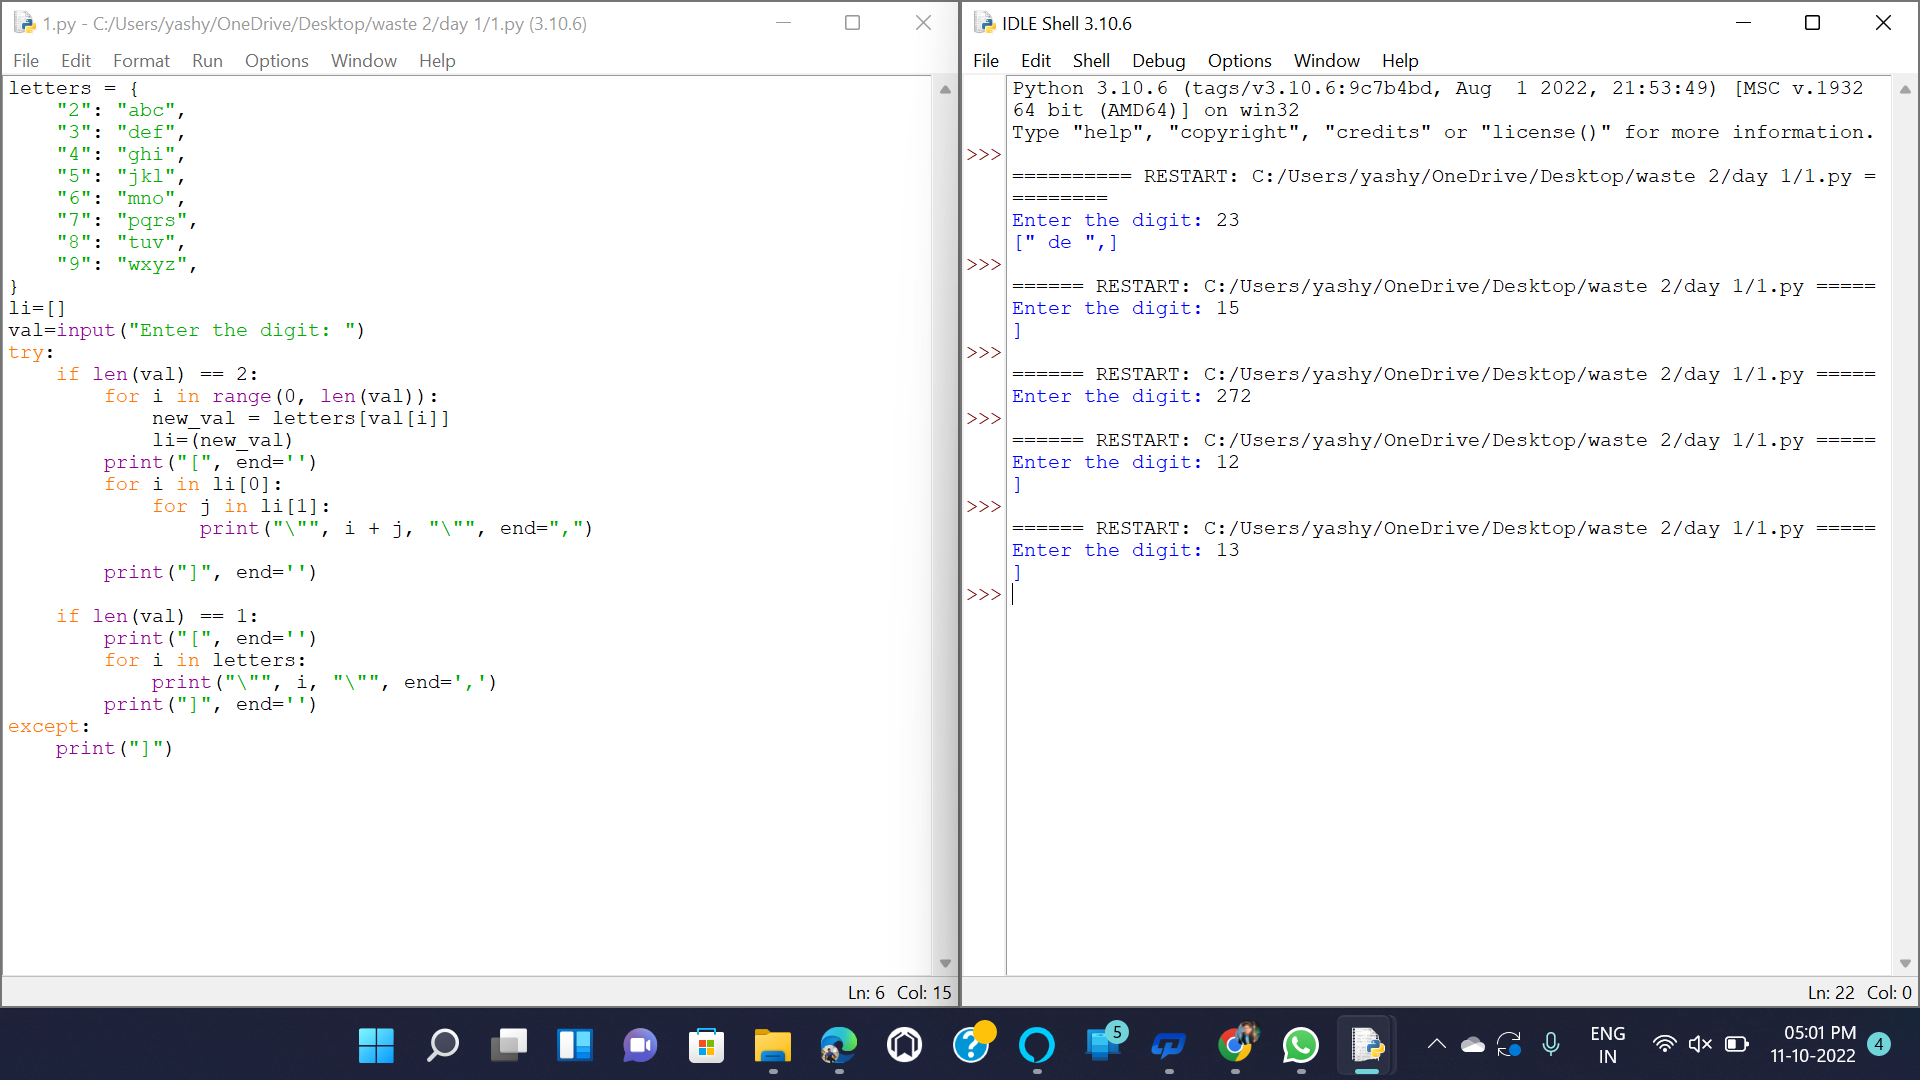 1.py - C:/Users/yashy/OneDrive/Desktop/waste 2/day 1/1.py (3.10.6)
File Edit Format Run Options Window Help
letters = {
    "2": "abc",
    "3": "def",
    "4": "ghi",
    "5": "jkl",
    "6": "mno",
    "7": "pqrs",
    "8": "tuv",
    "9": "wxyz",
}
li=[]
val=input("Enter the digit: ")
try:
    if len(val) == 2:
        for i in range(0, len(val)):
            new_val = letters[val[i]]
            li=(new_val)
        print("[", end='')
        for i in li[0]:
            for j in li[1]:
                print("\"", i + j, "\"", end=",")
        print("]", end='')
    if len(val) == 1:
        print("[", end='')
        for i in letters:
            print("\"", i, "\"", end=',')
        print("]", end='')
except:
    print("]")
Ln: 6 Col: 15
IDLE Shell 3.10.6
File Edit Shell Debug Options Window Help
Python 3.10.6 (tags/v3.10.6:9c7b4bd, Aug  1 2022, 21:53:49) [MSC v.1932
64 bit (AMD64)] on win32
Type "help", "copyright", "credits" or "license()" for more information.
>>>
========== RESTART: C:/Users/yashy/OneDrive/Desktop/waste 2/day 1/1.py =
========
Enter the digit: 23
[" de ",]
>>>
====== RESTART: C:/Users/yashy/OneDrive/Desktop/waste 2/day 1/1.py =====
Enter the digit: 15
]
>>>
====== RESTART: C:/Users/yashy/OneDrive/Desktop/waste 2/day 1/1.py =====
Enter the digit: 272
>>>
====== RESTART: C:/Users/yashy/OneDrive/Desktop/waste 2/day 1/1.py =====
Enter the digit: 12
]
>>>
====== RESTART: C:/Users/yashy/OneDrive/Desktop/waste 2/day 1/1.py =====
Enter the digit: 13
]
>>>
Ln: 22 Col: 0
5
ENG
IN
05:01 PM
11-10-2022
4